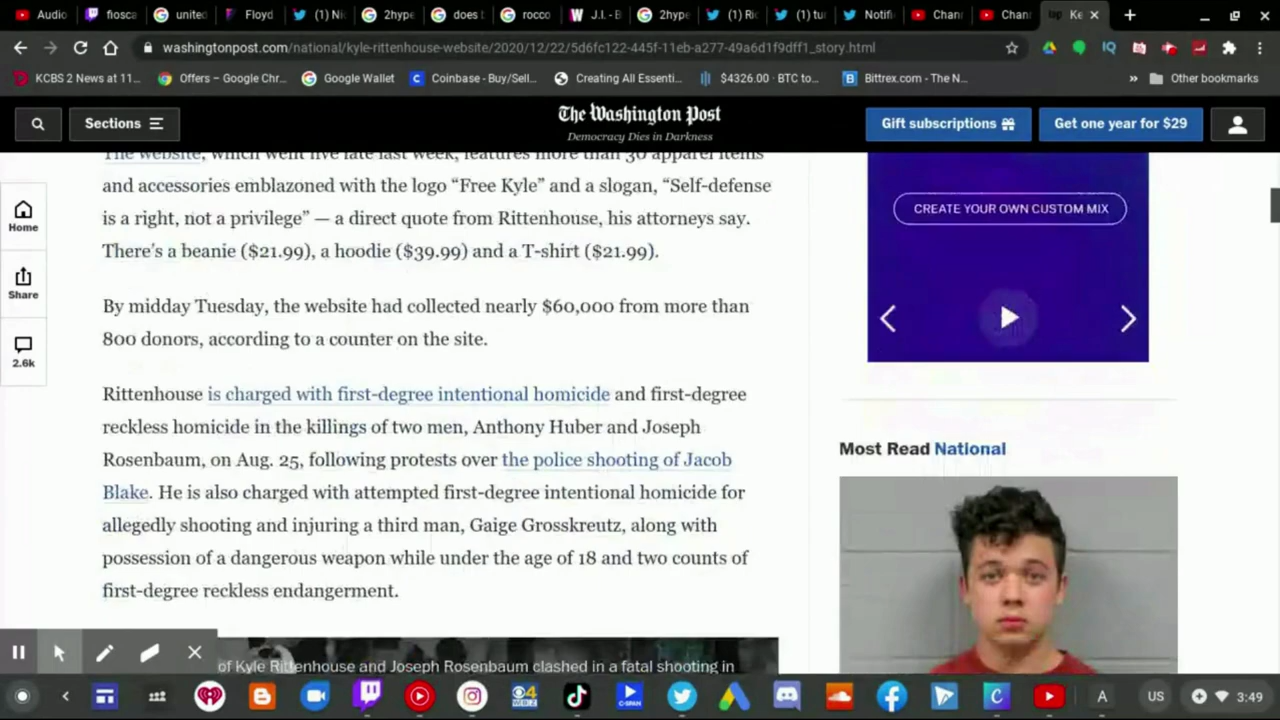 Audio
fiosca
united
Floyd
(1) Nic
2hype
does b
rocco
J.I. - B
2hype
(1) Ric
(1) tur
Notifi
Chann
Chann
Ke
washingtonpost.com/national/kyle-rittenhouse-website/2020/12/22/5d6fc122-445f-11eb-a277-49a6d1f9dff1_story.html
KCBS 2 News at 11...
Offers – Google Chr...
Google Wallet
Coinbase - Buy/Sell...
Creating All Essenti...
$4326.00 · BTC to...
Bittrex.com - The N...
Other bookmarks
Sections
The Washington Post
Democracy Dies in Darkness
Gift subscriptions
Get one year for $29
Home
Share
2.6k
The website, which went live late last week, features more than 30 apparel items
and accessories emblazoned with the logo “Free Kyle” and a slogan, “Self-defense
is a right, not a privilege” — a direct quote from Rittenhouse, his attorneys say.
There’s a beanie ($21.99), a hoodie ($39.99) and a T-shirt ($21.99).
By midday Tuesday, the website had collected nearly $60,000 from more than
800 donors, according to a counter on the site.
Rittenhouse is charged with first-degree intentional homicide and first-degree
reckless homicide in the killings of two men, Anthony Huber and Joseph
Rosenbaum, on Aug. 25, following protests over the police shooting of Jacob
Blake. He is also charged with attempted first-degree intentional homicide for
allegedly shooting and injuring a third man, Gaige Grosskreutz, along with
possession of a dangerous weapon while under the age of 18 and two counts of
first-degree reckless endangerment.
CREATE YOUR OWN CUSTOM MIX
Most Read National
of Kyle Rittenhouse and Joseph Rosenbaum clashed in a fatal shooting in
US
3:49